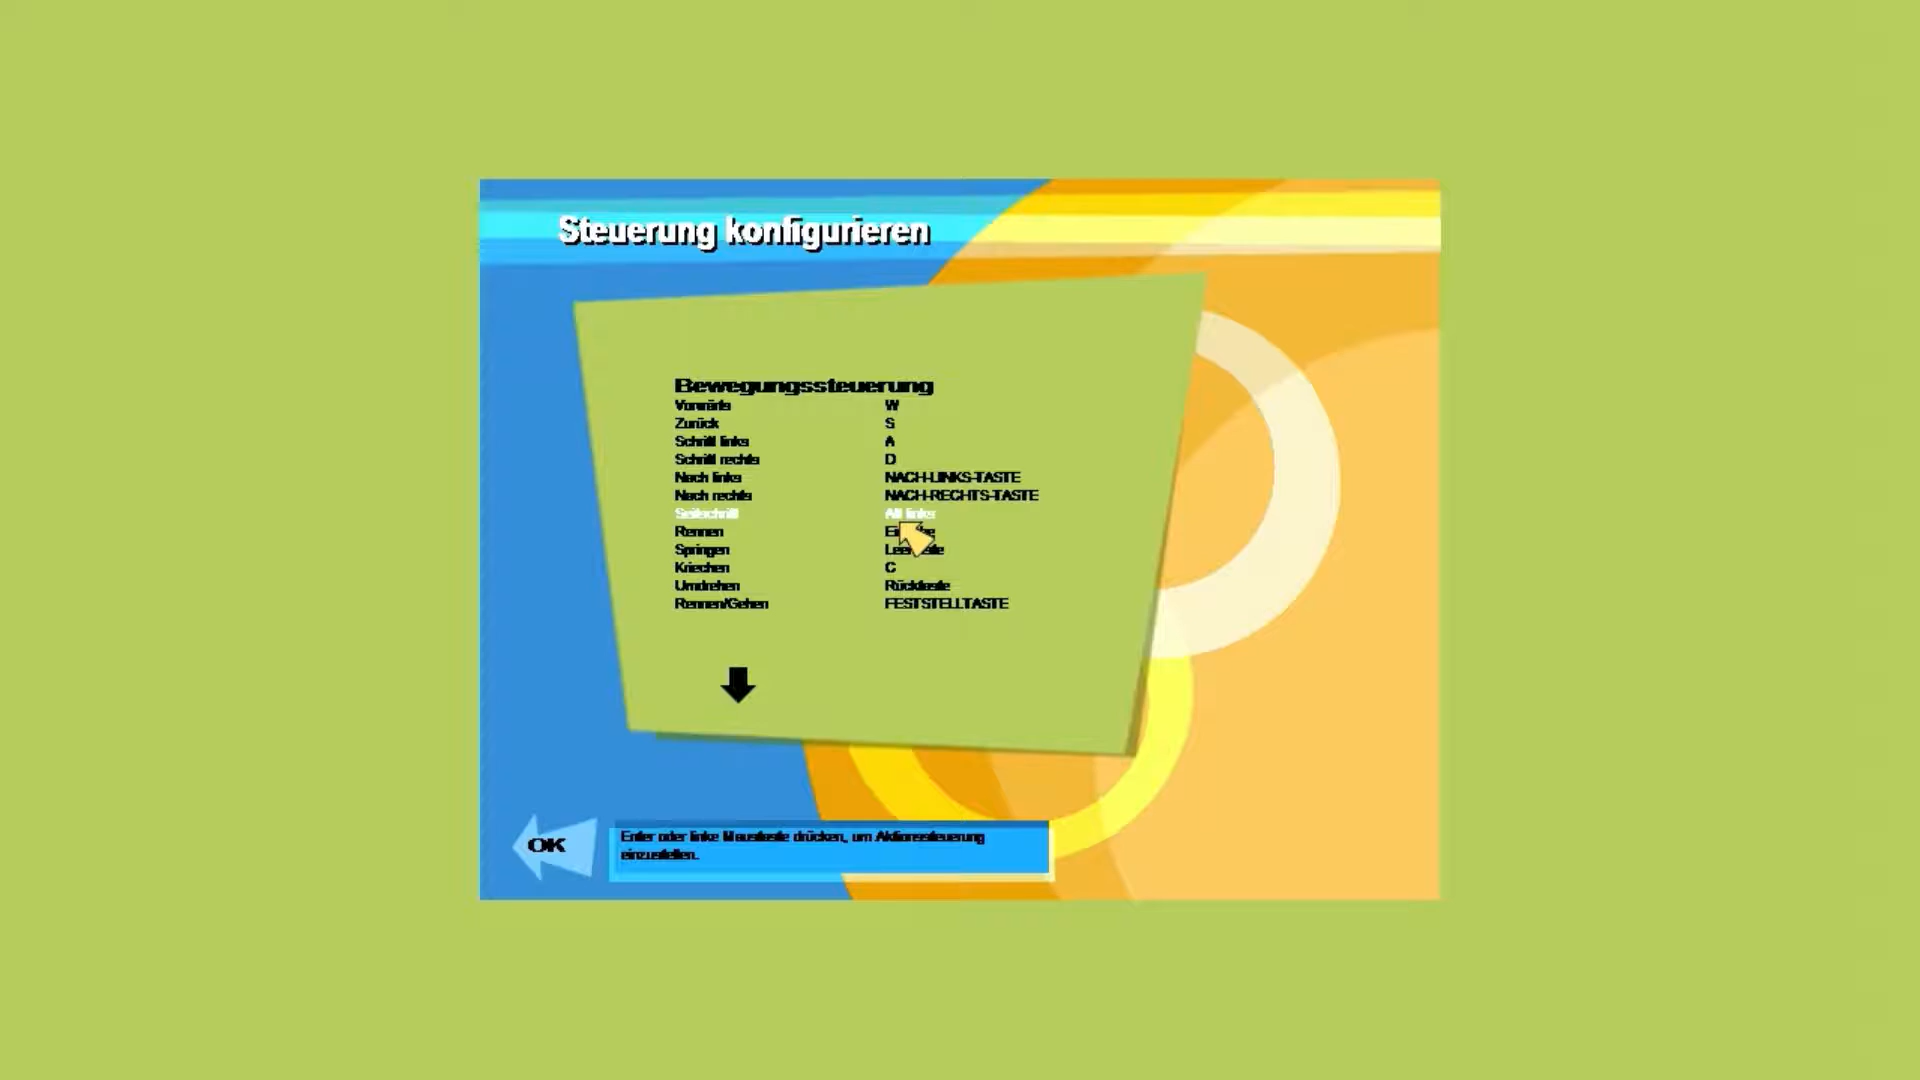 Steuerung konfigurieren
Bewegungssteuerung
Vorwärts W
Zurück S
Schritt links A
Schritt rechts D
Nach links NACH-LINKS-TASTE
Nach rechts NACH-RECHTS-TASTE
Seitschritt Alt links
Rennen
Springen
Kriechen C
Umdrehen Rücktaste
Rennen/Gehen FESTSTELLTASTE
OK
Enter oder linke Maustaste drücken, um Aktionssteuerung
einzustellen.